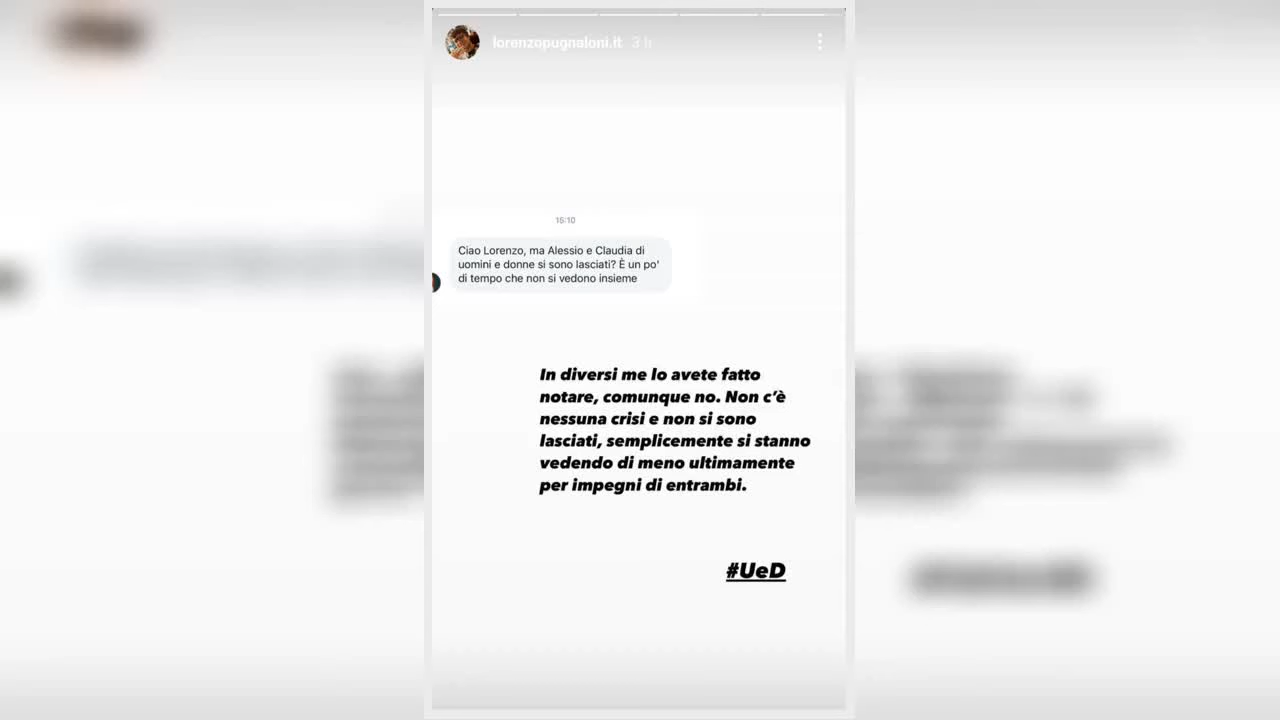 lorenzopugnaloni.it 3 h
15:10
Ciao Lorenzo, ma Alessio e Claudia di
uomini e donne si sono lasciati? È un po'
di tempo che non si vedono insieme
In diversi me lo avete fatto
notare, comunque no. Non c’è
nessuna crisi e non si sono
lasciati, semplicemente si stanno
vedendo di meno ultimamente
per impegni di entrambi.
#UeD